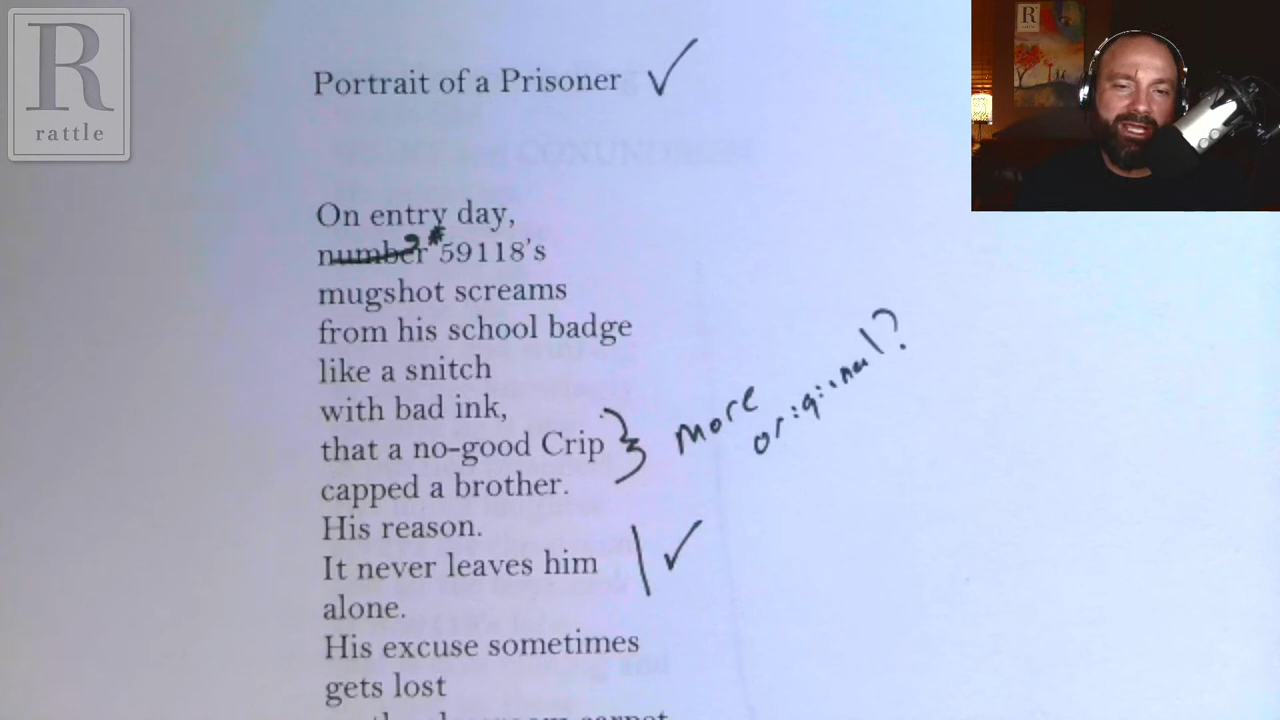 R
rattle
Portrait of a Prisoner ✓
On entry day,
number #59118's
mugshot screams
from his school badge
like a snitch
with bad ink,
that a no-good Crip
capped a brother.
more
original?
His reason.
It never leaves him ✓
alone.
His excuse sometimes
gets lost